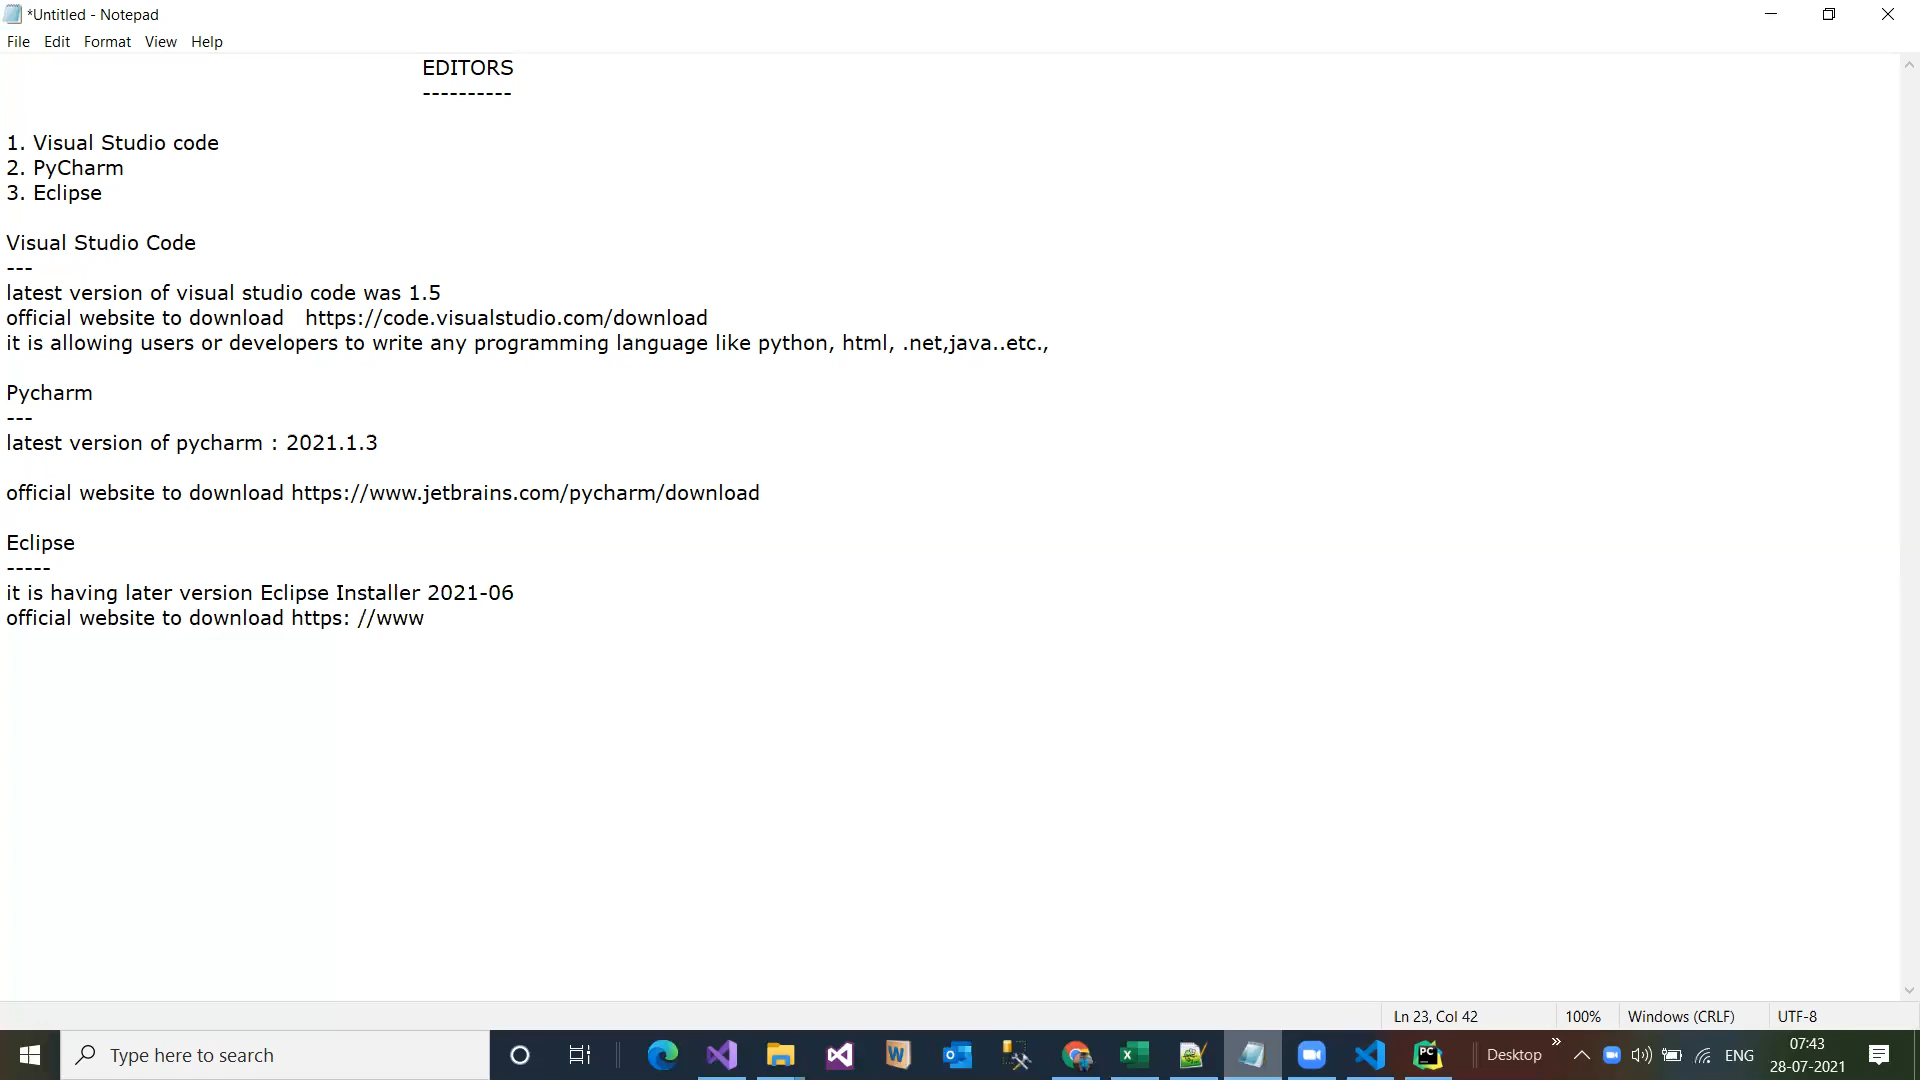 *Untitled - Notepad
File Edit Format View Help
EDITORS
----------
1. Visual Studio code
2. PyCharm
3. Eclipse
Visual Studio Code
---
latest version of visual studio code was 1.5
official website to download   https://code.visualstudio.com/download
it is allowing users or developers to write any programming language like python, html, .net,java..etc.,
Pycharm
---
latest version of pycharm : 2021.1.3
official website to download https://www.jetbrains.com/pycharm/download
Eclipse
-----
it is having later version Eclipse Installer 2021-06
official website to download https: //www
Ln 23, Col 42 100% Windows (CRLF) UTF-8
Type here to search Desktop ENG 07:43
28-07-2021